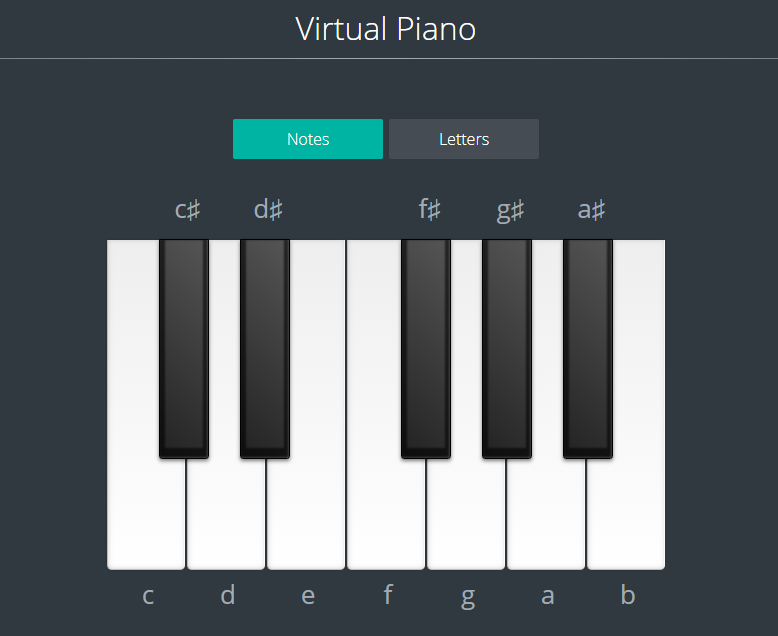 Virtual Piano
Notes Letters
c♯ d♯ f♯ g♯ a♯
c d e f g a b